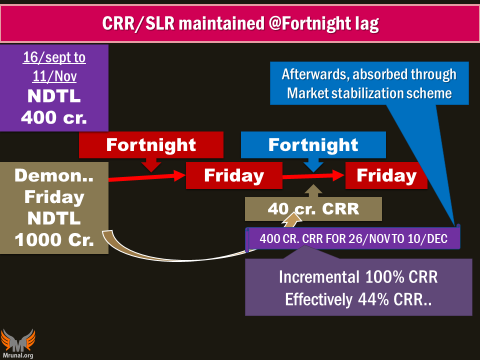 CRR/SLR maintained @Fortnight lag
16/sept to
11/Nov
NDTL
400 cr.
Afterwards, absorbed through
Market stabilization scheme
Fortnight
Fortnight
Demon..
Friday
NDTL
1000 Cr.
Friday
Friday
40 cr. CRR
400 CR. CRR FOR 26/NOV TO 10/DEC
Incremental 100% CRR
Effectively 44% CRR..
Mrunal.org